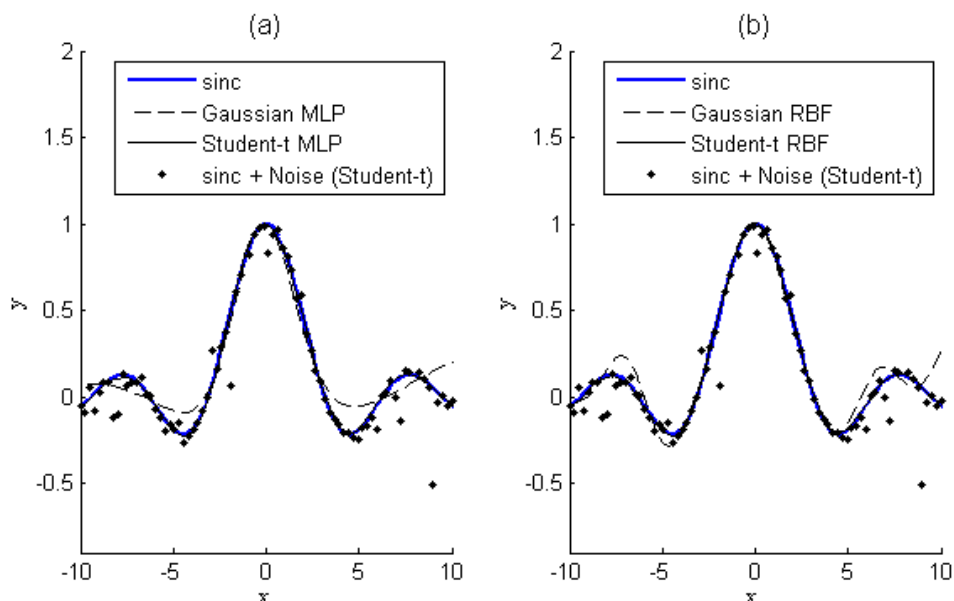 (a)
2
1.5
1
0.5
0
-0.5
-10
-5
0
5
10
x
y
sinc
Gaussian MLP
Student-t MLP
sinc + Noise (Student-t)
(b)
2
1.5
1
0.5
0
-0.5
-10
-5
0
5
10
x
y
sinc
Gaussian RBF
Student-t RBF
sinc + Noise (Student-t)